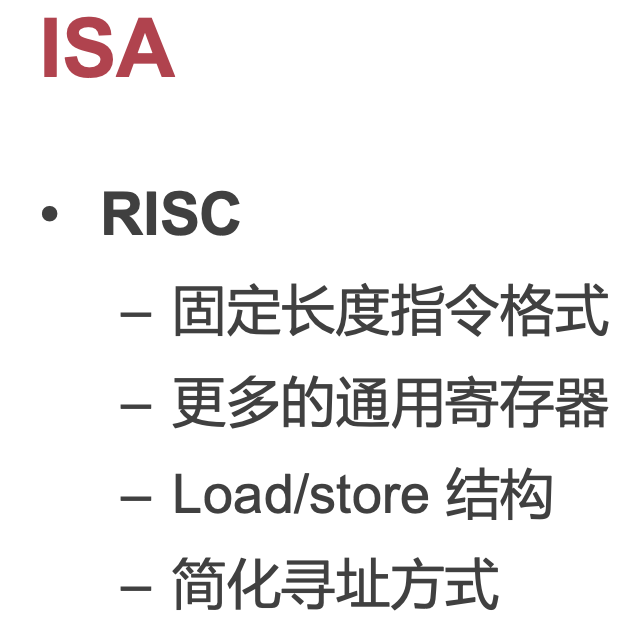 ISA
• RISC
– 固定长度指令格式
– 更多的通用寄存器
– Load/store 结构
– 简化寻址方式